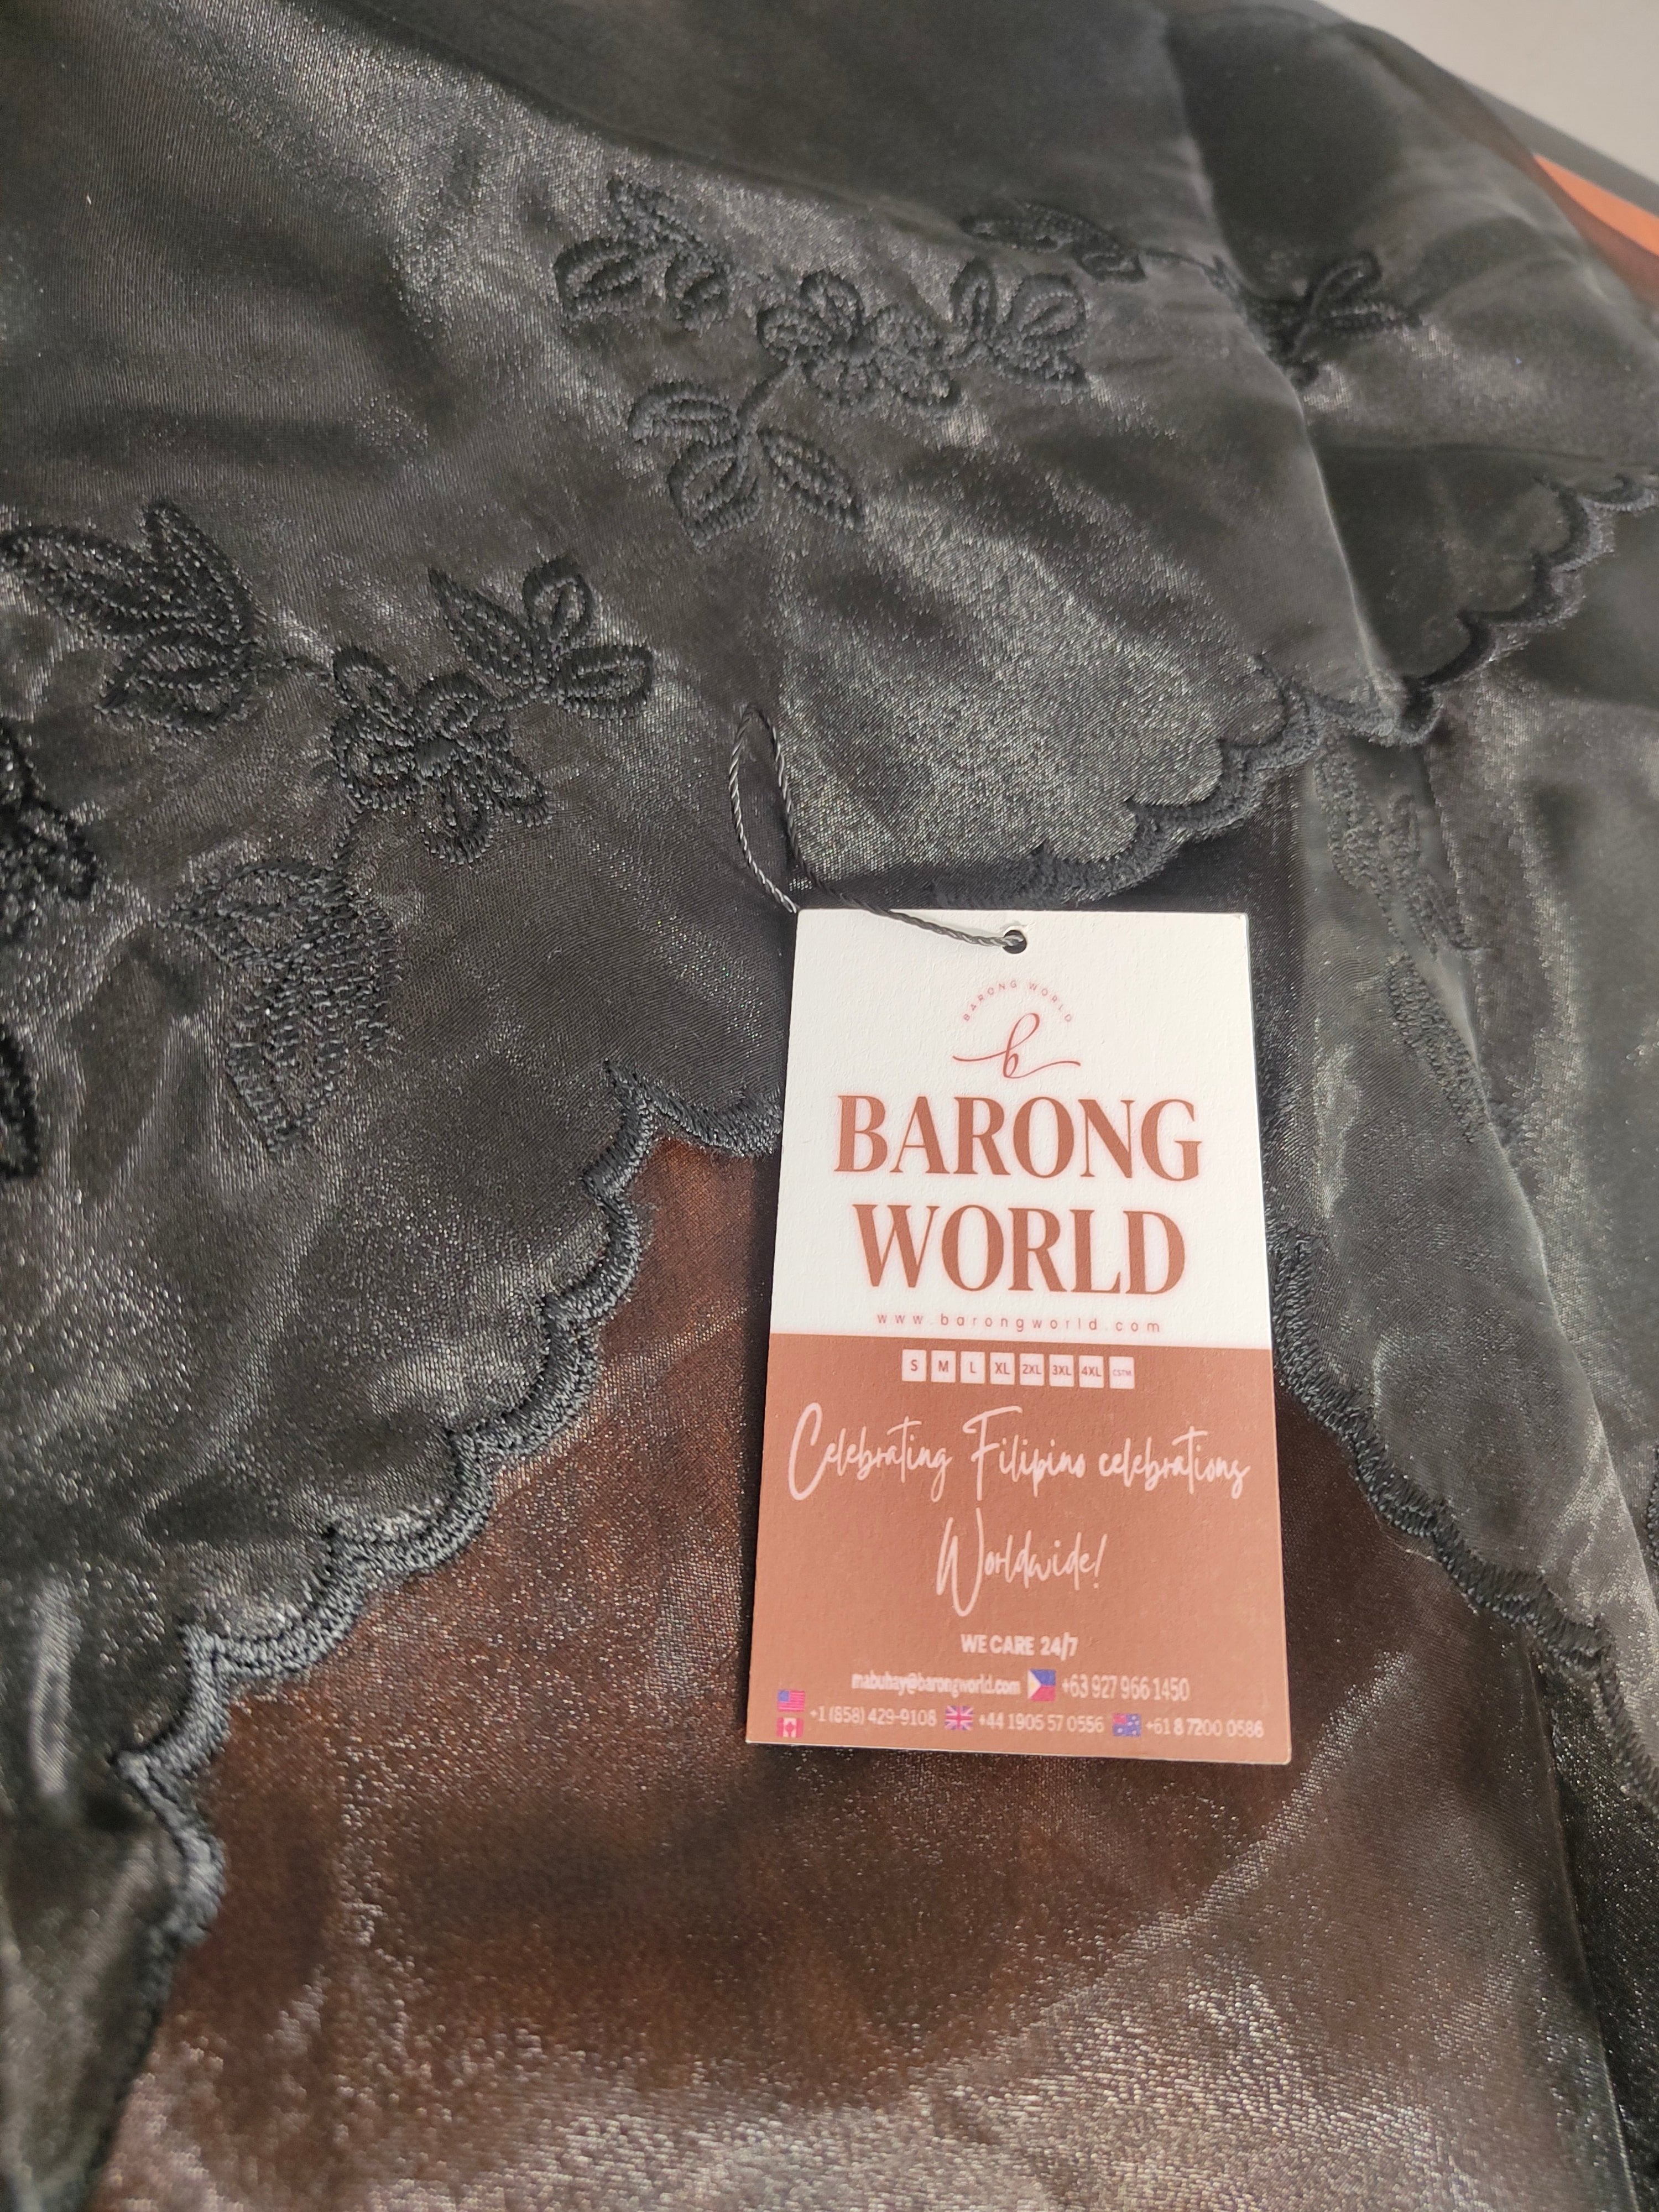 BARONG WORLD
b
BARONG
WORLD
www.barongworld.com
S M L XL 2XL 3XL 4XL CSTM
Celebrating Filipino celebrations
Worldwide!
WE CARE 24/7
mabuhay@barongworld.com +63 927 966 1450
+1 (858) 429-9108 +44 1905 57 0556 +61 8 7200 0586